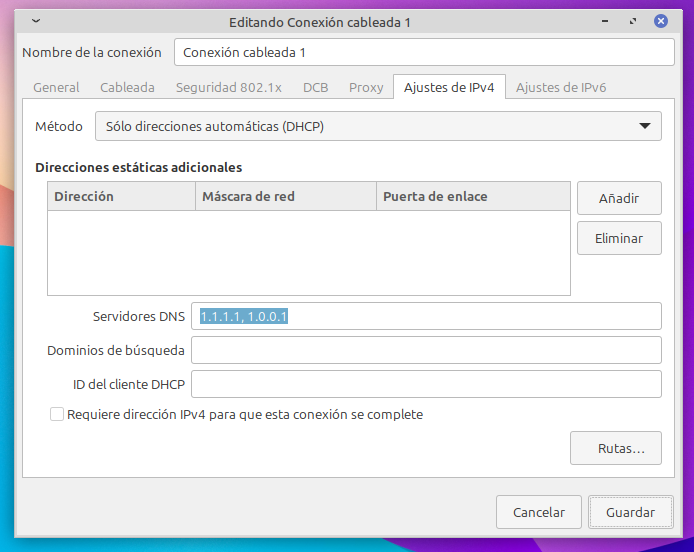 Editando Conexión cableada 1
Nombre de la conexión Conexión cableada 1
General Cableada Seguridad 802.1x DCB Proxy Ajustes de IPv4 Ajustes de IPv6
Método Sólo direcciones automáticas (DHCP)
Direcciones estáticas adicionales
Dirección Máscara de red Puerta de enlace Añadir
Eliminar
Servidores DNS 1.1.1.1, 1.0.0.1
Dominios de búsqueda
ID del cliente DHCP
Requiere dirección IPv4 para que esta conexión se complete
Rutas...
Cancelar Guardar